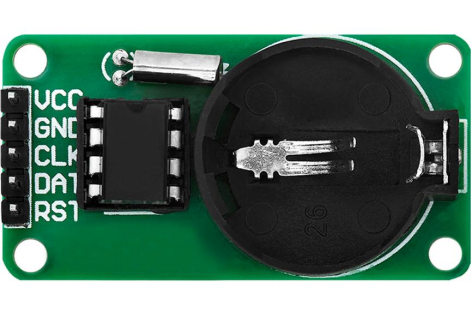 VCC
GND
CLK
DAT
RST
26